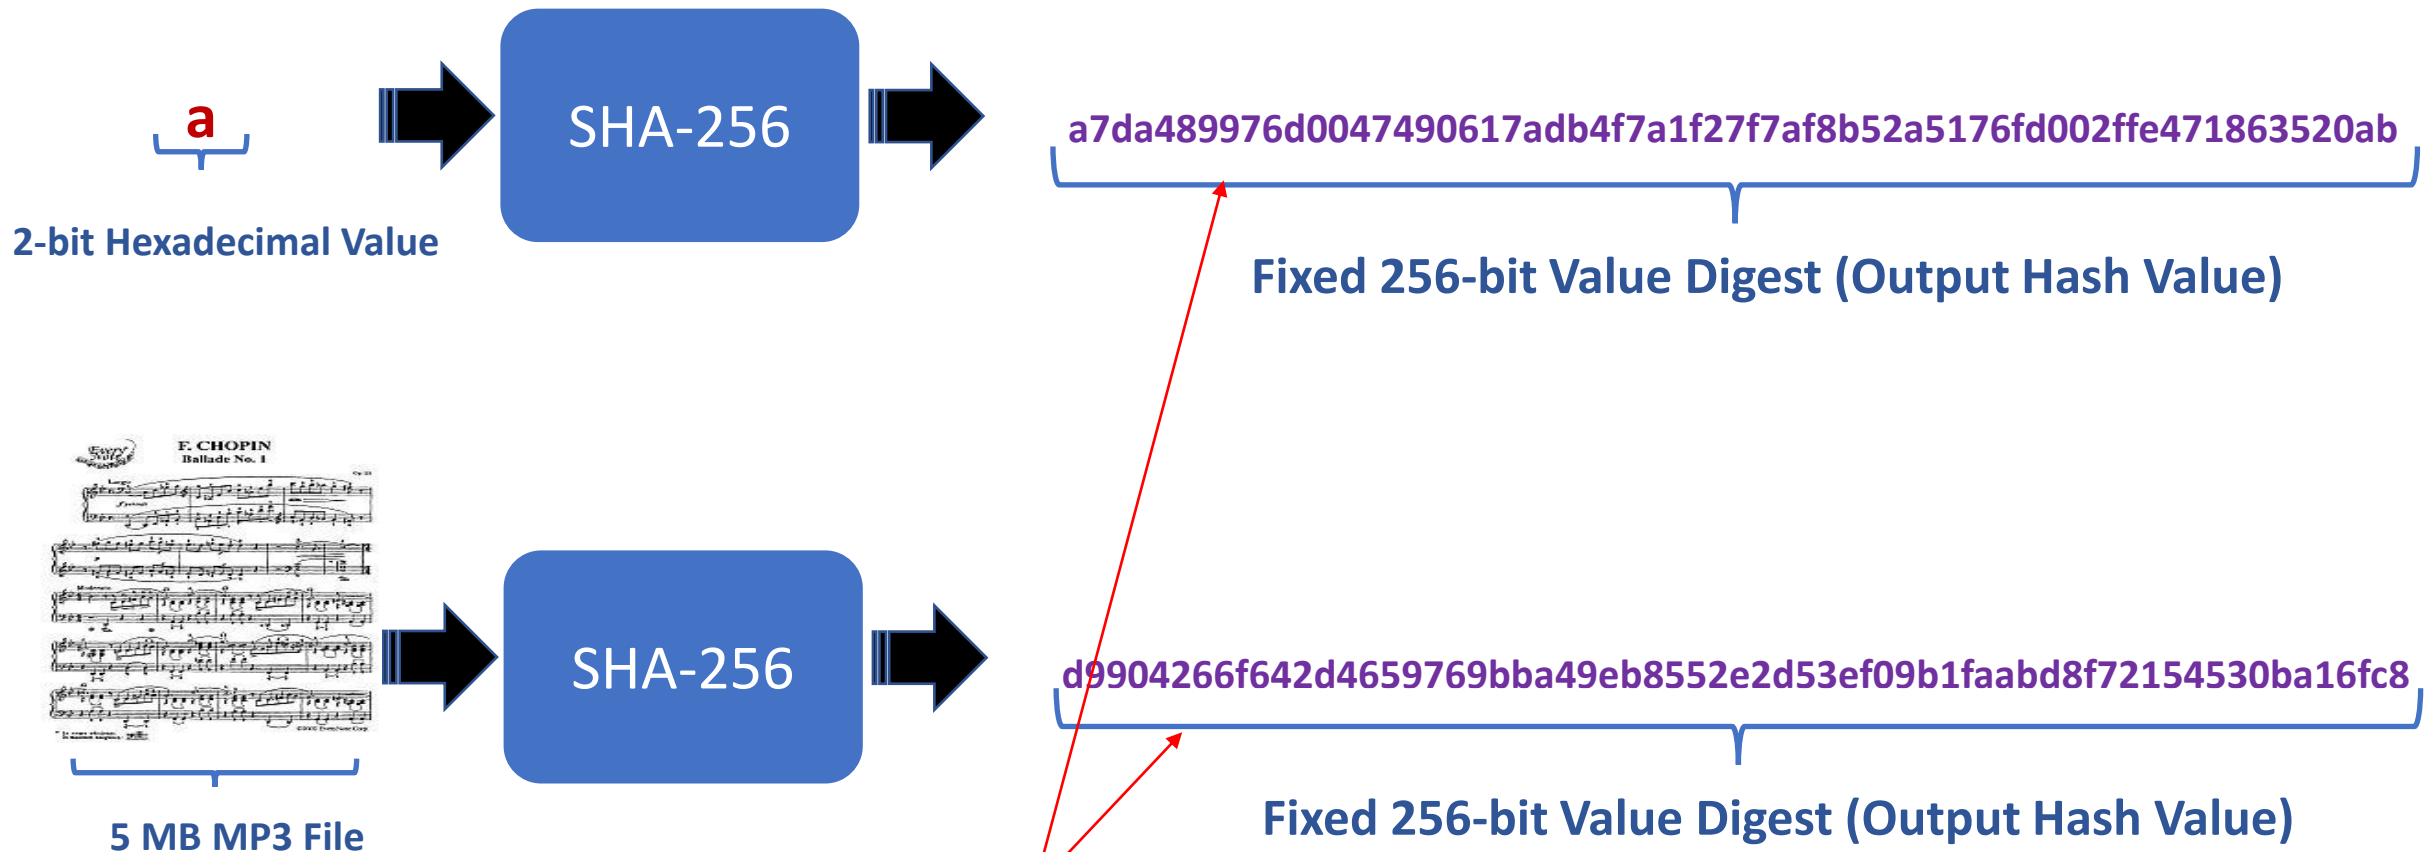 a
SHA-256
a7da489976d0047490617adb4f7a1f27f7af8b52a5176fd002ffe471863520ab
2-bit Hexadecimal Value
Fixed 256-bit Value Digest (Output Hash Value)
F. CHOPIN
Ballade No. 1
SHA-256
d9904266f642d4659769bba49eb8552e2d53ef09b1faabd8f72154530ba16fc8
5 MB MP3 File
Fixed 256-bit Value Digest (Output Hash Value)